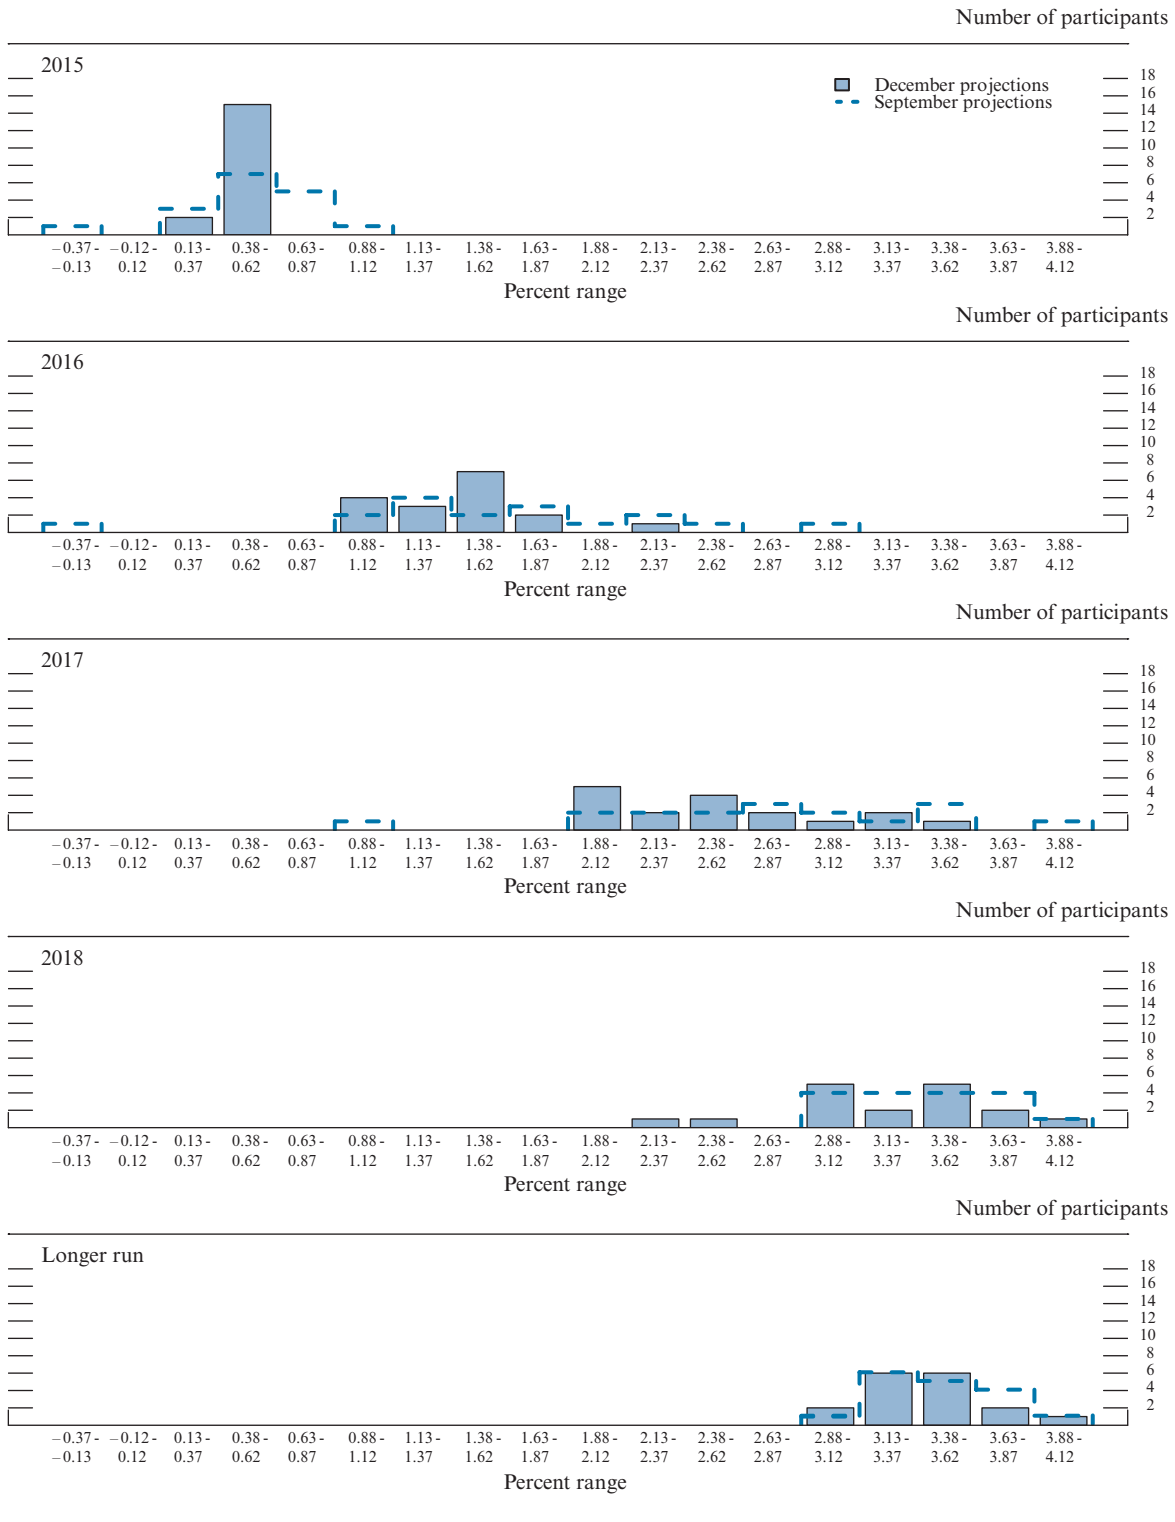 Number of participants
2015
December projections
September projections
18
16
14
12
10
8
6
4
2
−0.37 - −0.12 - 0.13 - 0.38 - 0.63 - 0.88 - 1.13 - 1.38 - 1.63 - 1.88 - 2.13 - 2.38 - 2.63 - 2.88 - 3.13 - 3.38 - 3.63 - 3.88 -
−0.13 0.12 0.37 0.62 0.87 1.12 1.37 1.62 1.87 2.12 2.37 2.62 2.87 3.12 3.37 3.62 3.87 4.12
Percent range
Number of participants
2016
18
16
14
12
10
8
6
4
2
−0.37 - −0.12 - 0.13 - 0.38 - 0.63 - 0.88 - 1.13 - 1.38 - 1.63 - 1.88 - 2.13 - 2.38 - 2.63 - 2.88 - 3.13 - 3.38 - 3.63 - 3.88 -
−0.13 0.12 0.37 0.62 0.87 1.12 1.37 1.62 1.87 2.12 2.37 2.62 2.87 3.12 3.37 3.62 3.87 4.12
Percent range
Number of participants
2017
18
16
14
12
10
8
6
4
2
−0.37 - −0.12 - 0.13 - 0.38 - 0.63 - 0.88 - 1.13 - 1.38 - 1.63 - 1.88 - 2.13 - 2.38 - 2.63 - 2.88 - 3.13 - 3.38 - 3.63 - 3.88 -
−0.13 0.12 0.37 0.62 0.87 1.12 1.37 1.62 1.87 2.12 2.37 2.62 2.87 3.12 3.37 3.62 3.87 4.12
Percent range
Number of participants
2018
18
16
14
12
10
8
6
4
2
−0.37 - −0.12 - 0.13 - 0.38 - 0.63 - 0.88 - 1.13 - 1.38 - 1.63 - 1.88 - 2.13 - 2.38 - 2.63 - 2.88 - 3.13 - 3.38 - 3.63 - 3.88 -
−0.13 0.12 0.37 0.62 0.87 1.12 1.37 1.62 1.87 2.12 2.37 2.62 2.87 3.12 3.37 3.62 3.87 4.12
Percent range
Number of participants
Longer run
18
16
14
12
10
8
6
4
2
−0.37 - −0.12 - 0.13 - 0.38 - 0.63 - 0.88 - 1.13 - 1.38 - 1.63 - 1.88 - 2.13 - 2.38 - 2.63 - 2.88 - 3.13 - 3.38 - 3.63 - 3.88 -
−0.13 0.12 0.37 0.62 0.87 1.12 1.37 1.62 1.87 2.12 2.37 2.62 2.87 3.12 3.37 3.62 3.87 4.12
Percent range